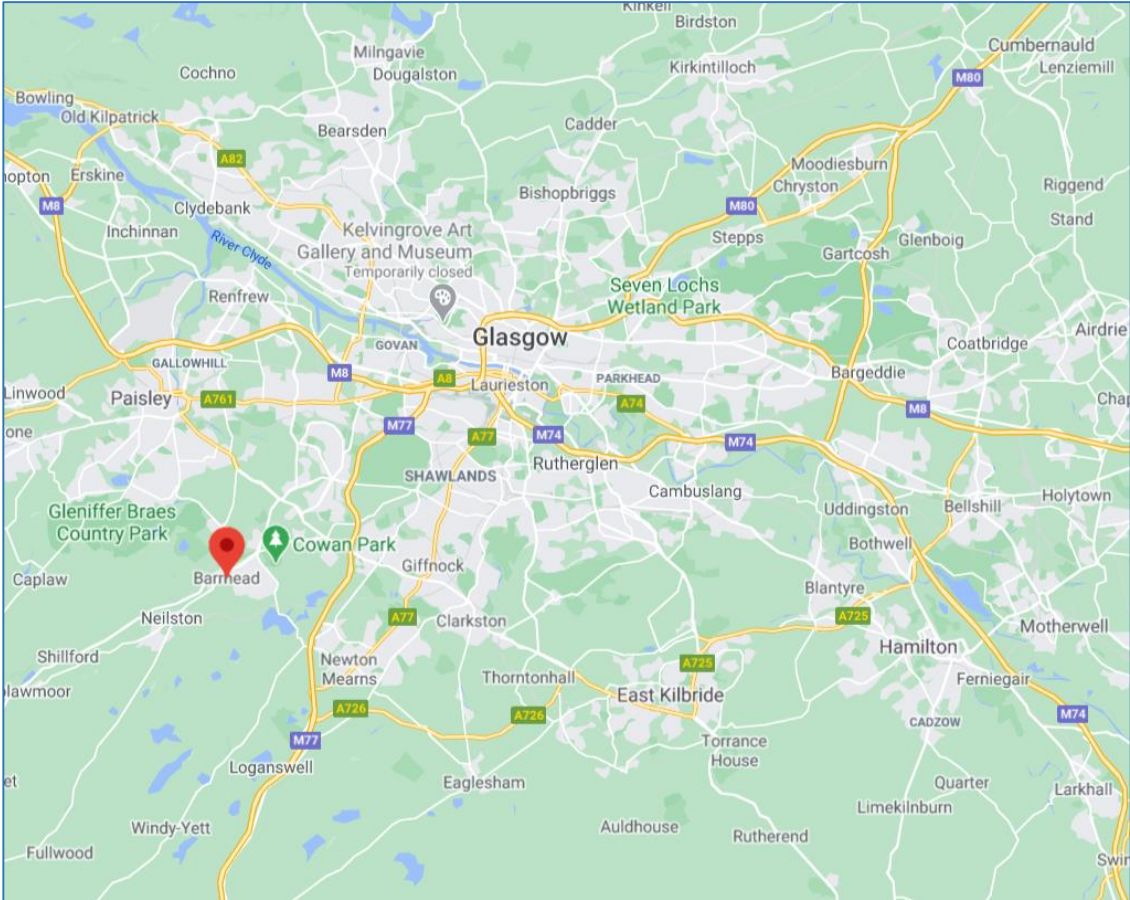 Kinkell
Birdston
Cumbernauld
Milngavie
Lenziemill
Dougalston
Kirkintilloch
Cochno
M80
Bowling
Old Kilpatrick
Bearsden
Cadder
A82
Moodiesburn
hopton
Erskine
Chryston
Bishopbriggs
Riggend
M8
Clydebank
M80
Stand
Inchinnan
Kelvingrove Art
Gallery and Museum
Temporarily closed
Stepps
Glenboig
River Clyde
Gartcosh
Renfrew
Seven Lochs
Wetland Park
Glasgow
Airdrie
GOVAN
Coatbridge
GALLOWHILL
M8
A8
Laurieston
PARKHEAD
Bargeddie
Linwood
Paisley
A761
A74
M8
Chap
one
M77
A77
M74
M74
Rutherglen
SHAWLANDS
Cambuslang
Holytown
Gleniffer Braes
Country Park
Uddingston
Bellshill
Cowan Park
Bothwell
Caplaw
Barrhead
Giffnock
Blantyre
Neilston
A77
Clarkston
A725
Motherwell
Shillford
Newton
Mearns
Hamilton
A725
Thorntonhall
Ferniegair
plawmoor
East Kilbride
A726
A726
CADZOW
M74
M77
Torrance
House
Loganswell
et
Eaglesham
Quarter
Larkhall
Limekilnburn
Windy-Yett
Auldhouse
Rutherend
Fullwood
Swin